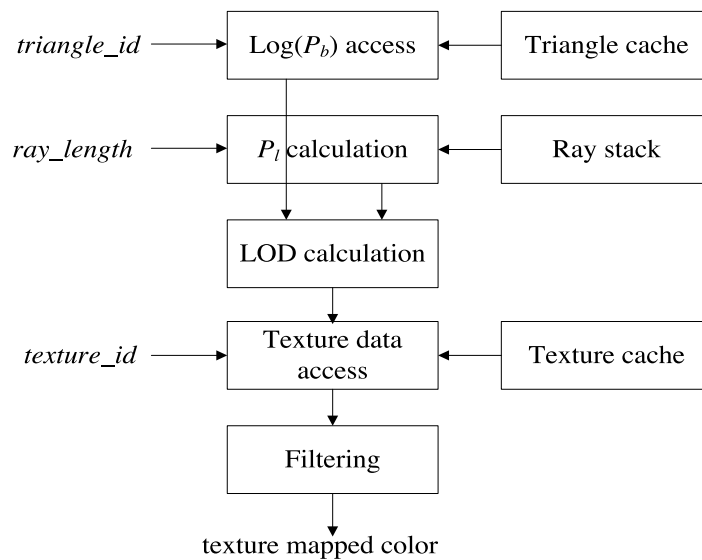 triangle_id
Log(Pb) access
Triangle cache
ray_length
Pl calculation
Ray stack
LOD calculation
texture_id
Texture data
access
Texture cache
Filtering
texture mapped color